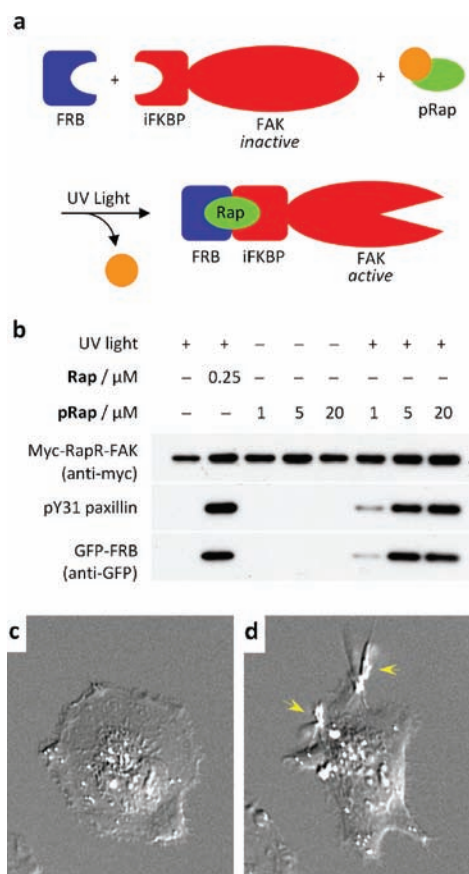 a
+
+
FRB
iFKBP
FAK
inactive
pRap
UV Light
Rap
FRB
iFKBP
FAK
active
b
UV light + + – – – + + +
Rap / µM – 0.25 – – – – – –
pRap / µM – – 1 5 20 1 5 20
Myc-RapR-FAK
(anti-myc)
pY31 paxillin
GFP-FRB
(anti-GFP)
c
d